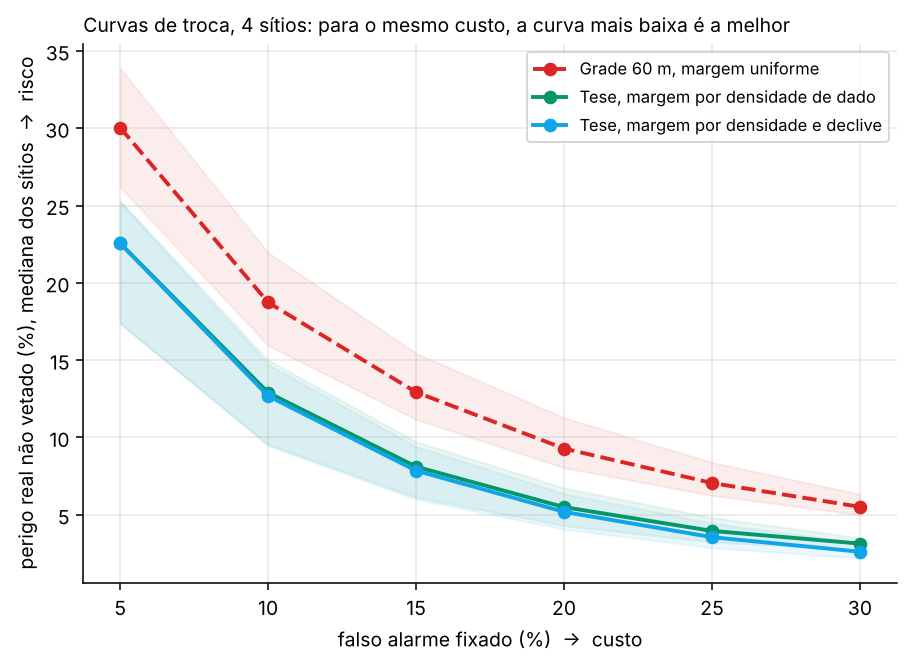 Curvas de troca, 4 sítios: para o mesmo custo, a curva mais baixa é a melhor
perigo real não vetado (%), mediana dos sítios → risco
35
30
25
20
15
10
5
Grade 60 m, margem uniforme
Tese, margem por densidade de dado
Tese, margem por densidade e declive
5 10 15 20 25 30
falso alarme fixado (%) → custo